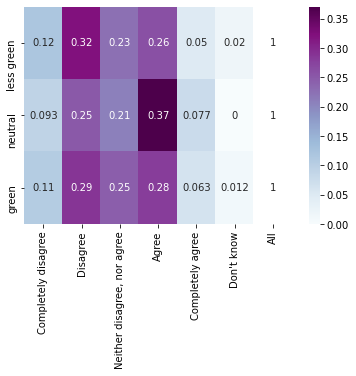 less green 0.12 0.32 0.23 0.26 0.05 0.02 1
neutral 0.093 0.25 0.21 0.37 0.077 0 1
green 0.11 0.29 0.25 0.28 0.063 0.012 1
Completely disagree
Disagree
Neither disagree, nor agree
Agree
Completely agree
Don't know
All
0.35
0.30
0.25
0.20
0.15
0.10
0.05
0.00